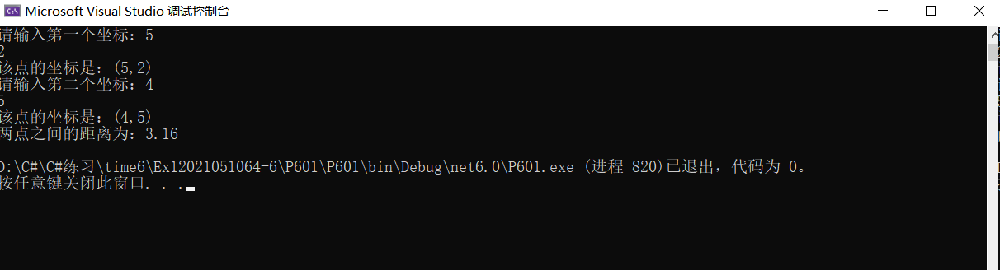 Microsoft Visual Studio 调试控制台
请输入第一个坐标：5
2
该点的坐标是：(5,2)
请输入第二个坐标：4
5
该点的坐标是：(4,5)
两点之间的距离为：3.16
D:\C#\C#练习\time6\Ex12021051064-6\P601\P601\bin\Debug\net6.0\P601.exe (进程 820)已退出，代码为 0。
按任意键关闭此窗口. . .